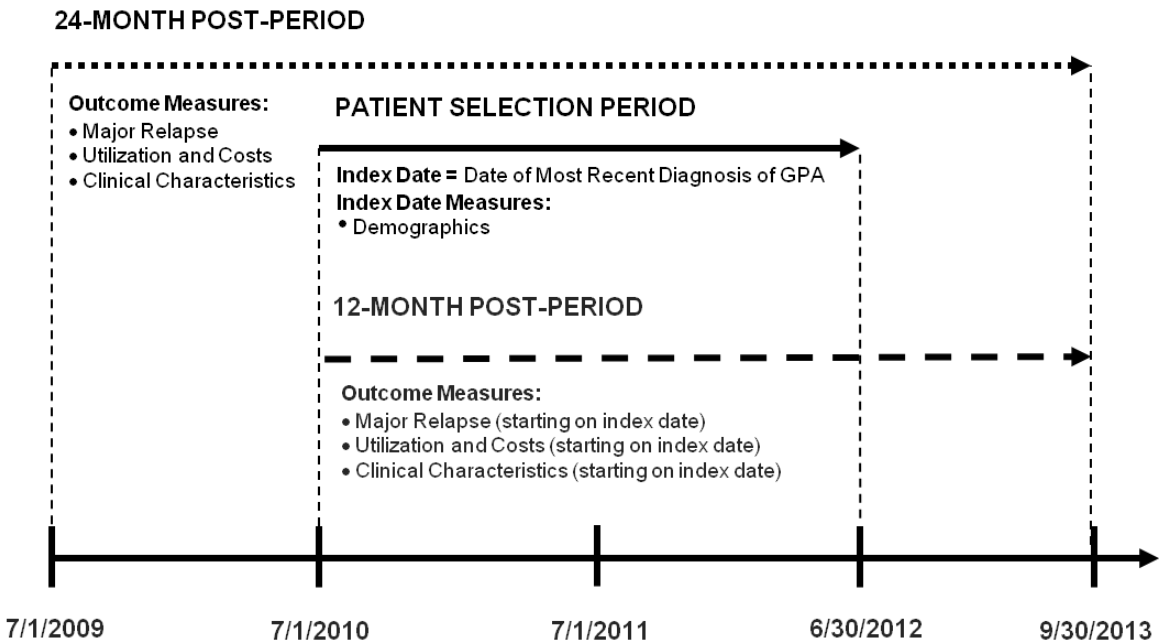 24-MONTH POST-PERIOD
Outcome Measures:
• Major Relapse
• Utilization and Costs
• Clinical Characteristics
PATIENT SELECTION PERIOD
Index Date = Date of Most Recent Diagnosis of GPA
Index Date Measures:
• Demographics
12-MONTH POST-PERIOD
Outcome Measures:
• Major Relapse (starting on index date)
• Utilization and Costs (starting on index date)
• Clinical Characteristics (starting on index date)
7/1/2009
7/1/2010
7/1/2011
6/30/2012
9/30/2013